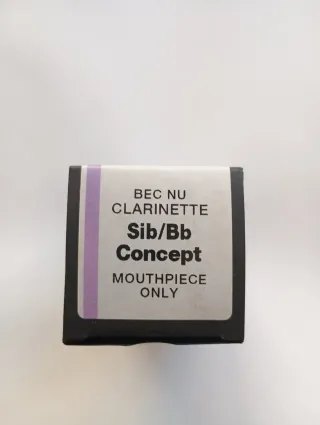 BEC NU
CLARINETTE
Sib/Bb
Concept
MOUTHPIECE
ONLY